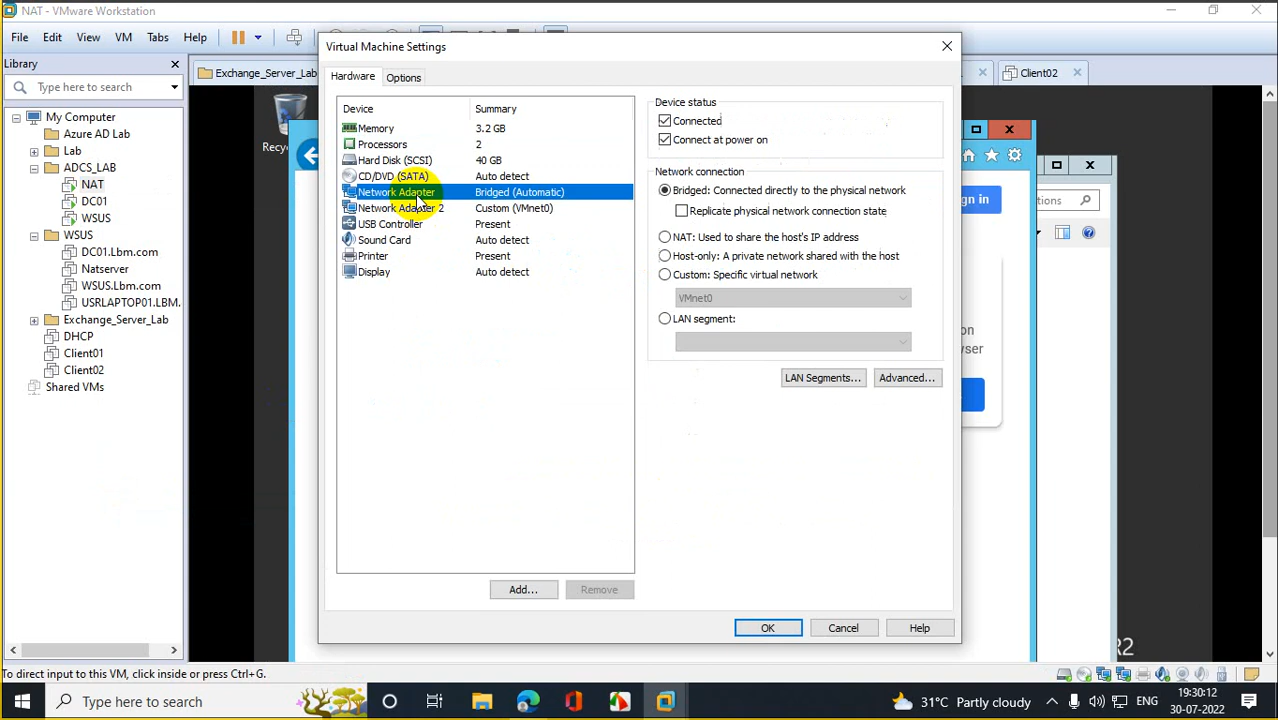 NAT - VMware Workstation
File Edit View VM Tabs Help
Library
Type here to search
My Computer
Azure AD Lab
Lab
ADCS_LAB
NAT
DC01
WSUS
WSUS
DC01.Lbm.com
Natserver
WSUS.Lbm.com
USRLAPTOP01.LBM.
Exchange_Server_Lab
DHCP
Client01
Client02
Shared VMs
Exchange_Server_Lab
Client02
Recyc
Virtual Machine Settings
Hardware Options
Device Summary
Memory 3.2 GB
Processors 2
Hard Disk (SCSI) 40 GB
CD/DVD (SATA) Auto detect
Network Adapter Bridged (Automatic)
Network Adapter 2 Custom (VMnet0)
USB Controller Present
Sound Card Auto detect
Printer Present
Display Auto detect
Add... Remove
Device status
Connected
Connect at power on
Network connection
Bridged: Connected directly to the physical network
Replicate physical network connection state
NAT: Used to share the host's IP address
Host-only: A private network shared with the host
Custom: Specific virtual network
VMnet0
LAN segment:
LAN Segments... Advanced...
OK Cancel Help
n in
on
wser
R2
To direct input to this VM, click inside or press Ctrl+G.
Type here to search
31°C Partly cloudy
ENG
19:30:12
30-07-2022